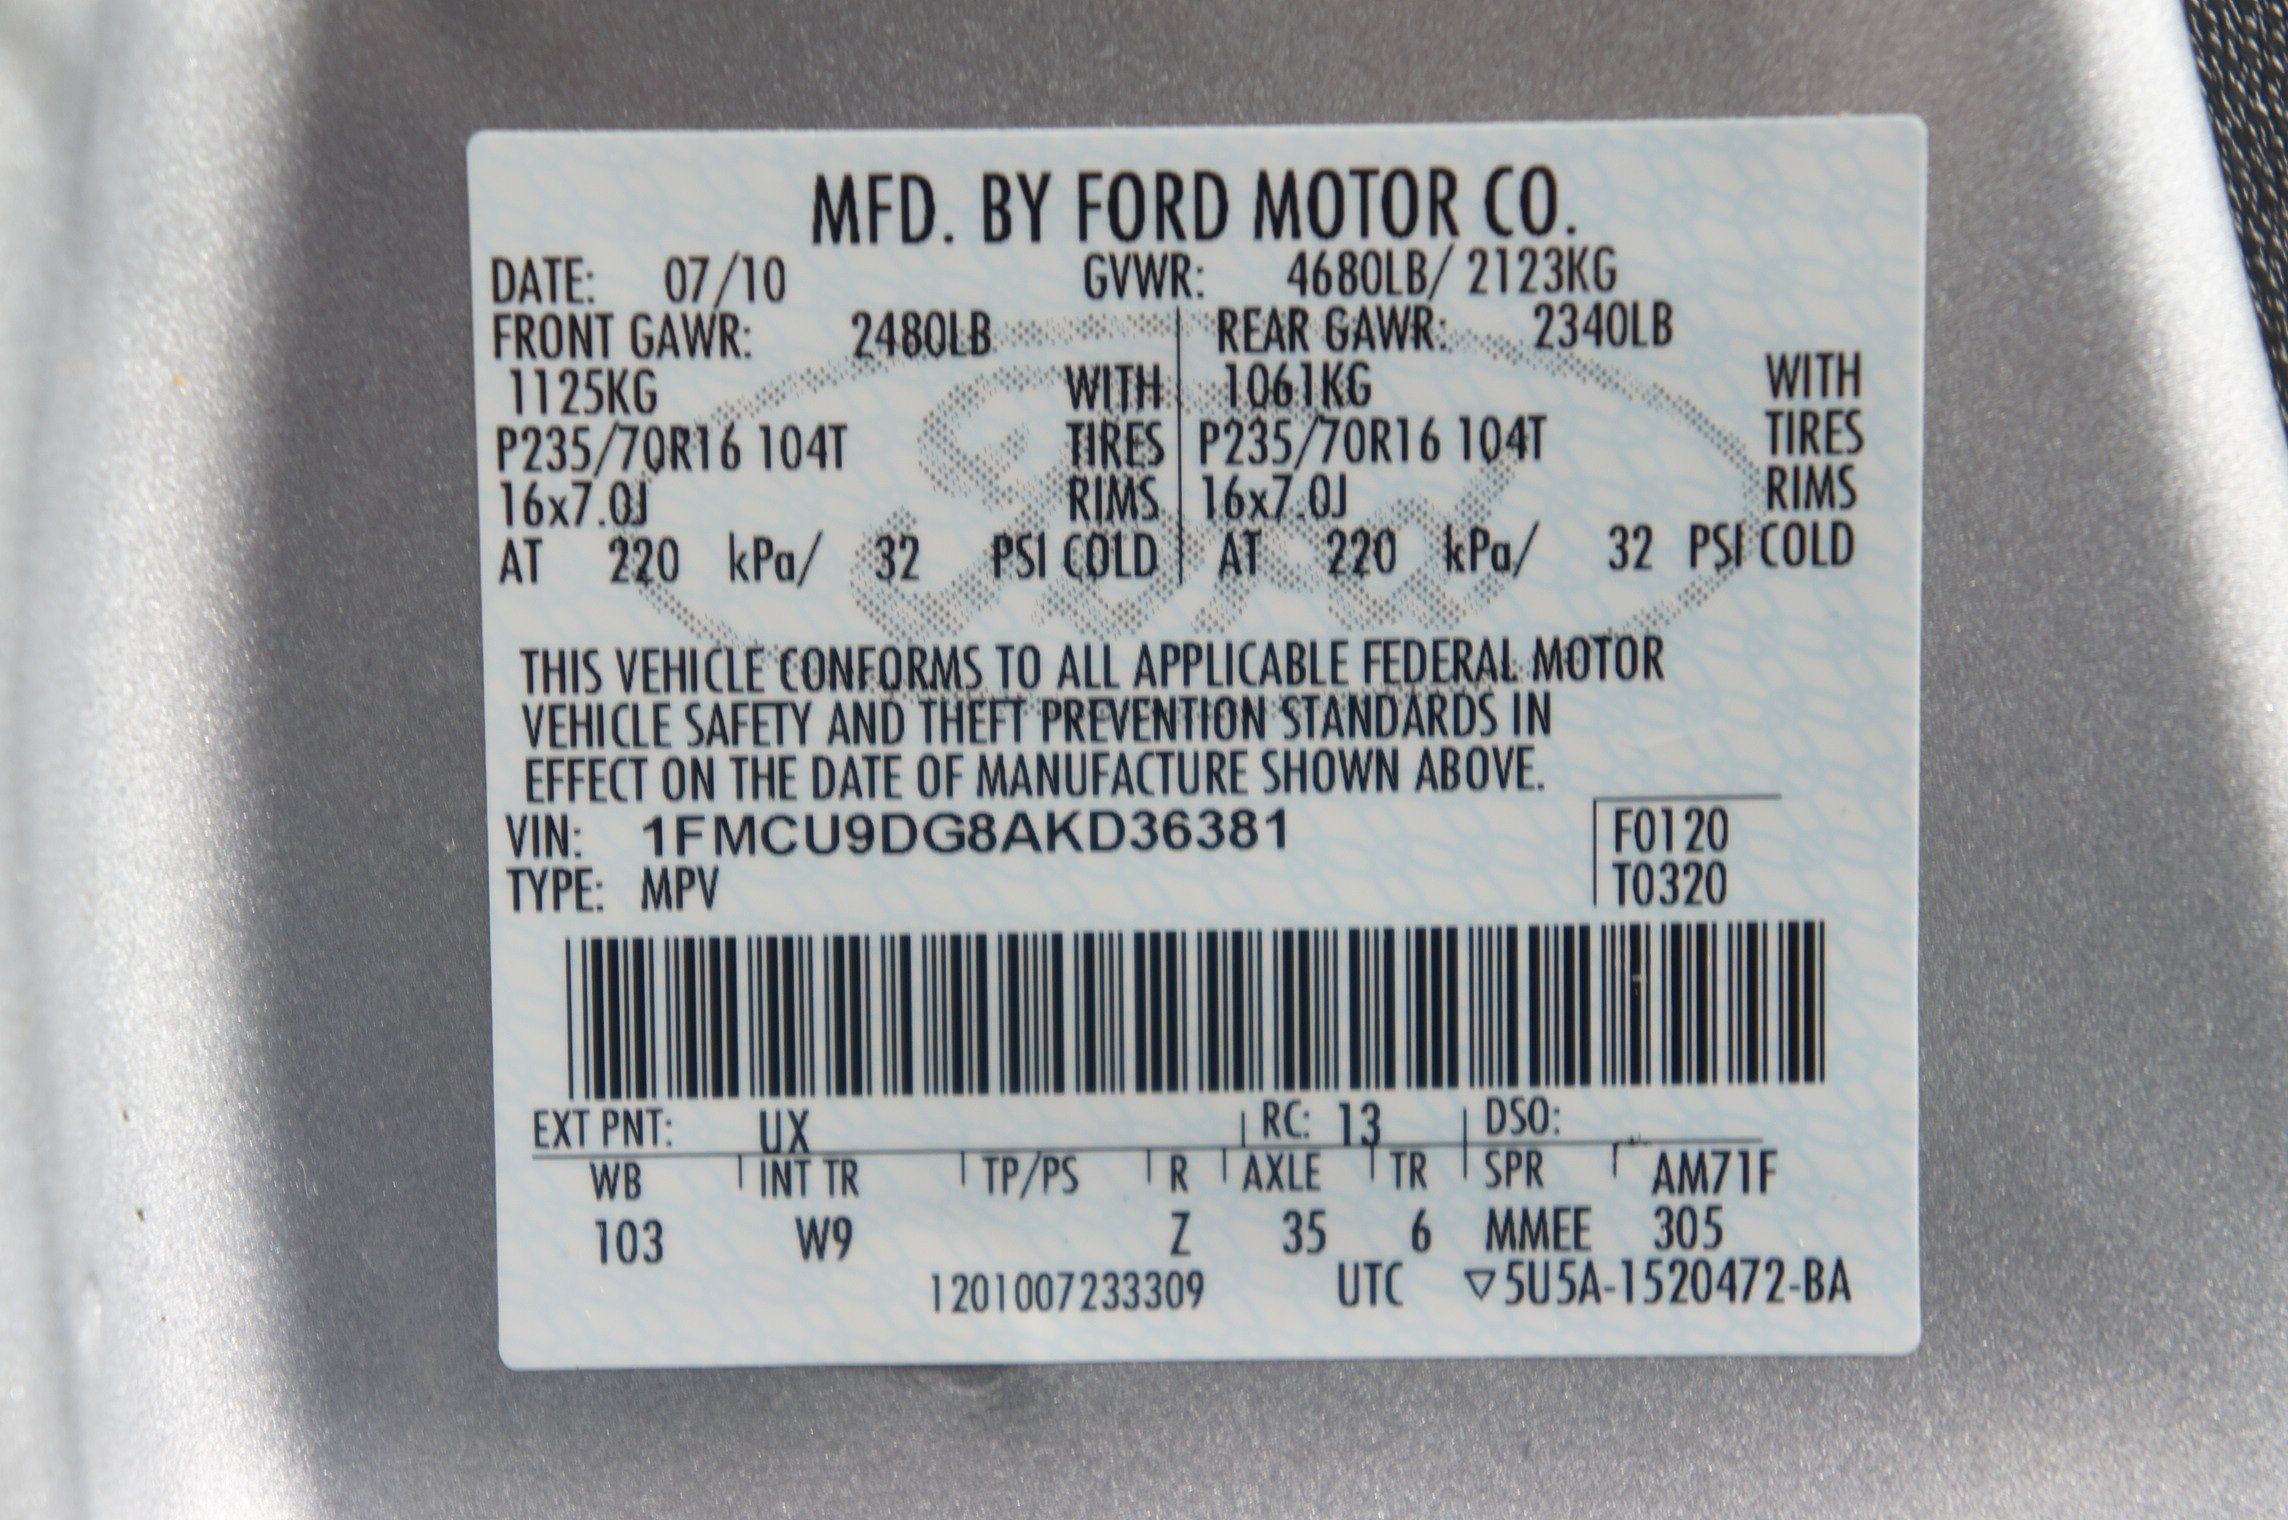 MFD. BY FORD MOTOR CO.
DATE: 07/10 GVWR: 4680LB/ 2123KG
FRONT GAWR: 2480LB REAR GAWR: 2340LB
1125KG WITH 1061KG WITH
P235/70R16 104T TIRES P235/70R16 104T TIRES
16x7.0J RIMS 16x7.0J RIMS
AT 220 kPa/ 32 PSI COLD AT 220 kPa/ 32 PSI COLD
THIS VEHICLE CONFORMS TO ALL APPLICABLE FEDERAL MOTOR
VEHICLE SAFETY AND THEFT PREVENTION STANDARDS IN
EFFECT ON THE DATE OF MANUFACTURE SHOWN ABOVE.
VIN: 1FMCU9DG8AKD36381 F0120
TYPE: MPV T0320
EXT PNT: UX RC: 13 DSO:
WB INT TR TP/PS R AXLE TR SPR AM71F
103 W9 Z 35 6 MMEE 305
1201007233309 UTC ▽5U5A-1520472-BA
Ford